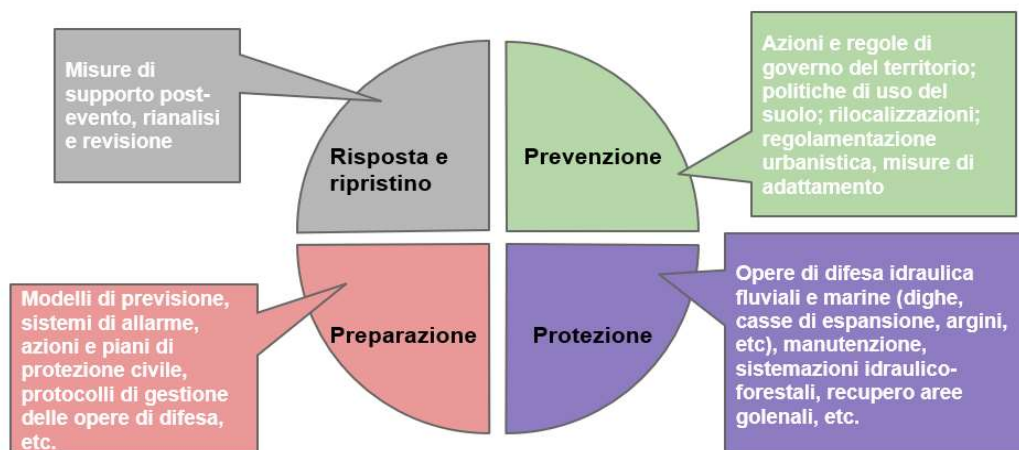 Misure di
supporto post-
evento, rianalisi
e revisione
Risposta e
ripristino
Prevenzione
Azioni e regole di
governo del territorio;
politiche di uso del
suolo; rilocalizzazioni;
regolamentazione
urbanistica, misure di
adattamento
Modelli di previsione,
sistemi di allarme,
azioni e piani di
protezione civile,
protocolli di gestione
delle opere di difesa,
etc.
Preparazione
Protezione
Opere di difesa idraulica
fluviali e marine (dighe,
casse di espansione, argini,
etc), manutenzione,
sistemazioni idraulico-
forestali, recupero aree
golenali, etc.